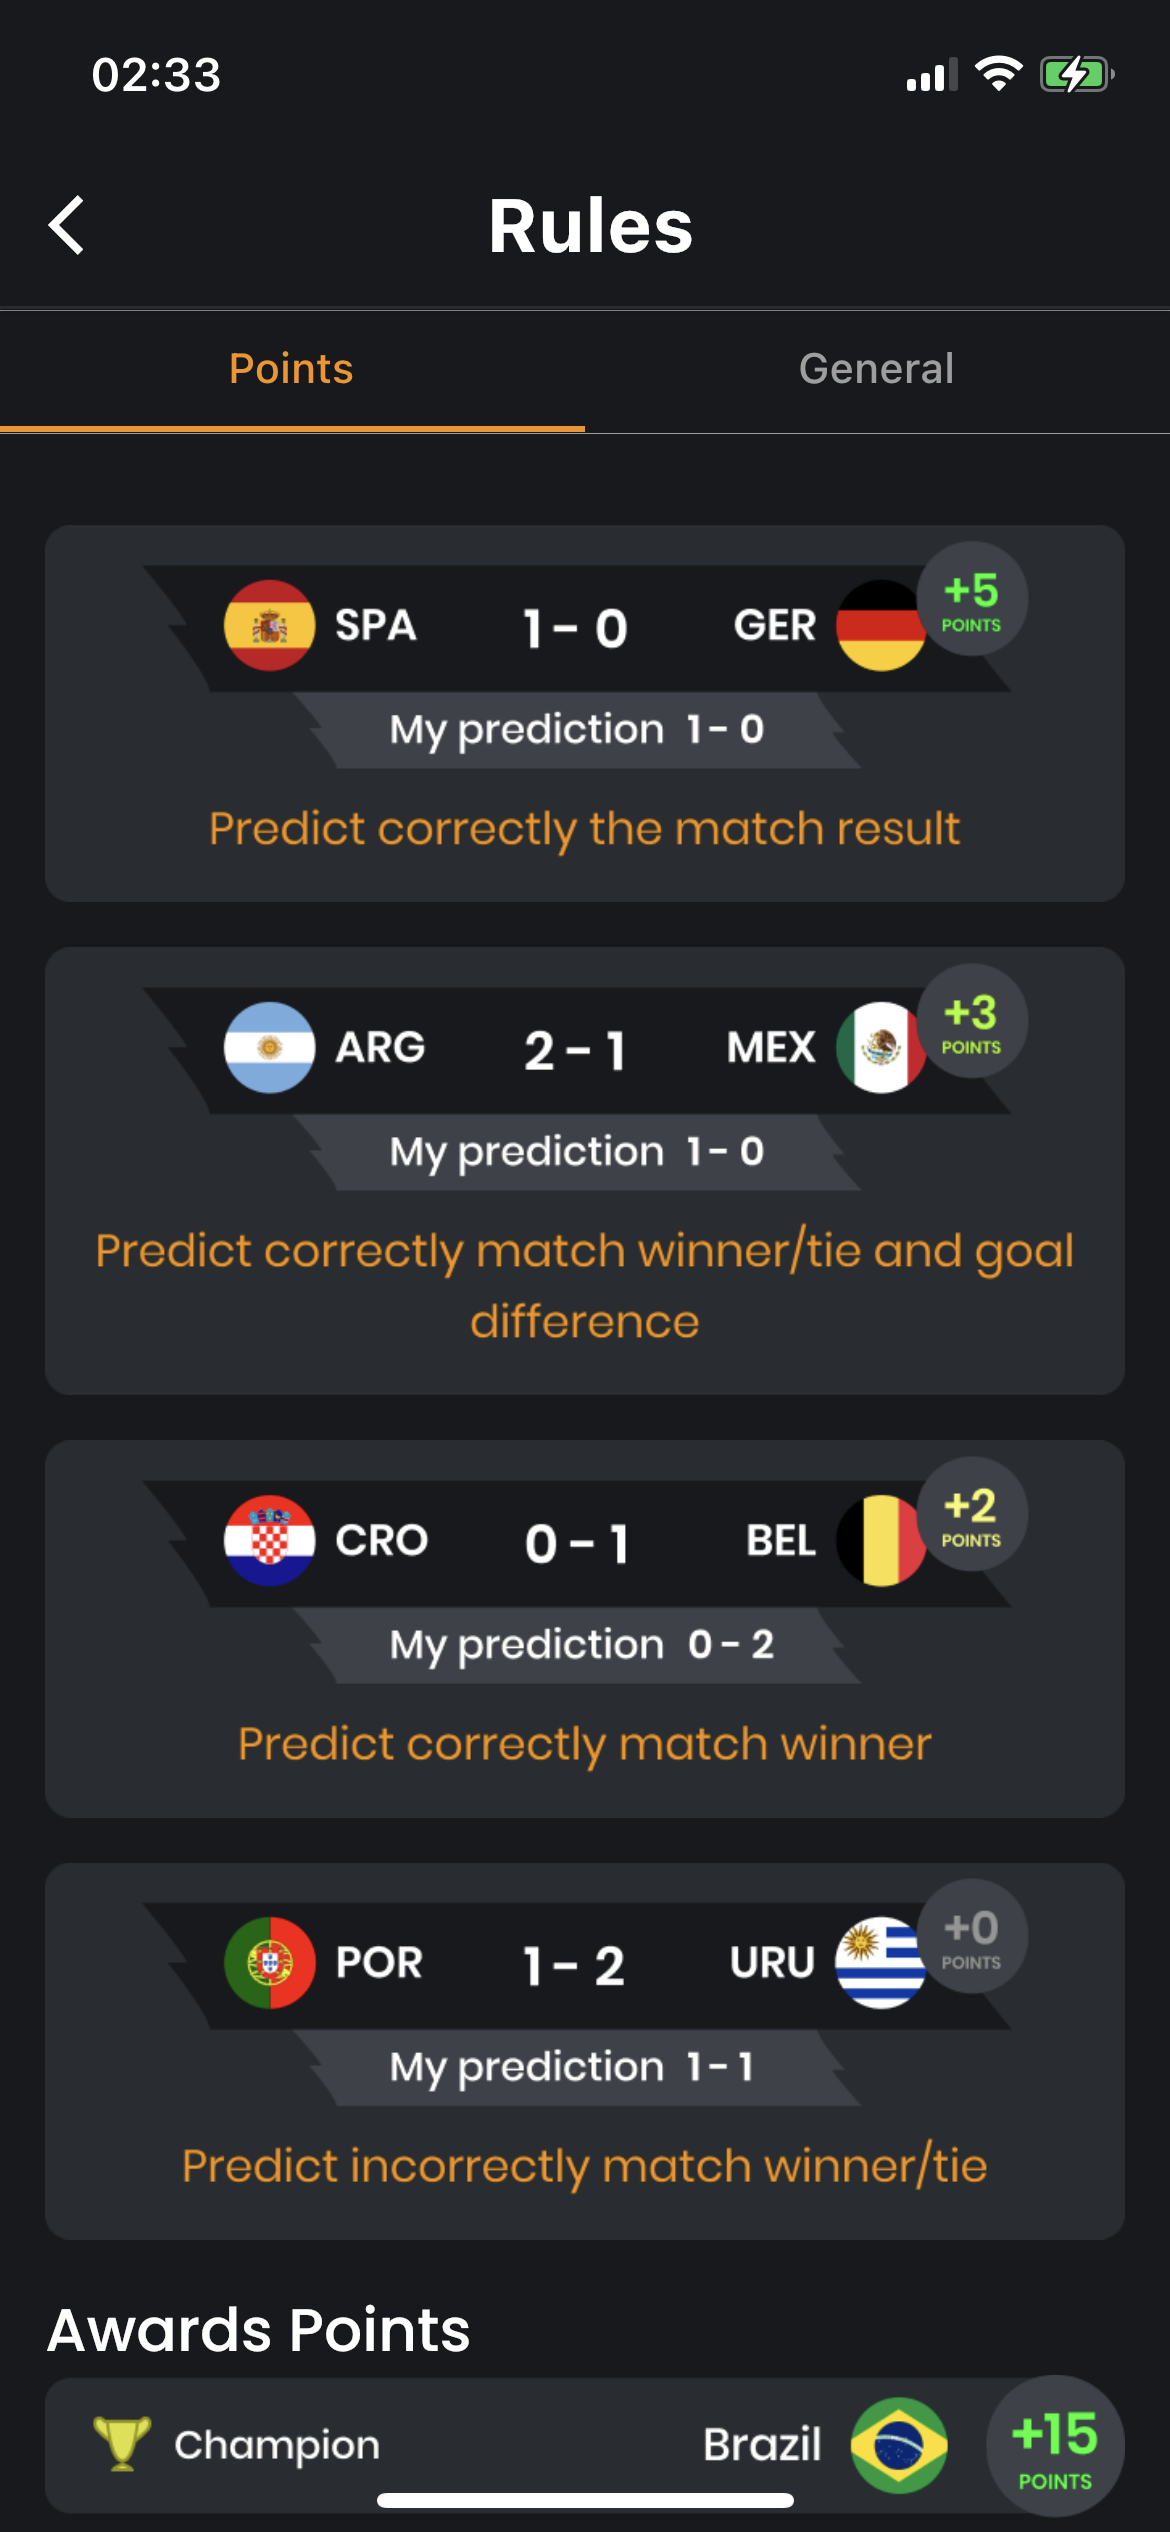 02:33
Rules
Points General
SPA 1 - 0 GER +5
POINTS
My prediction 1 - 0
Predict correctly the match result
ARG 2 - 1 MEX +3
POINTS
My prediction 1 - 0
Predict correctly match winner/tie and goal
difference
CRO 0 - 1 BEL +2
POINTS
My prediction 0 - 2
Predict correctly match winner
POR 1 - 2 URU +0
POINTS
My prediction 1 - 1
Predict incorrectly match winner/tie
Awards Points
Champion Brazil +15
POINTS